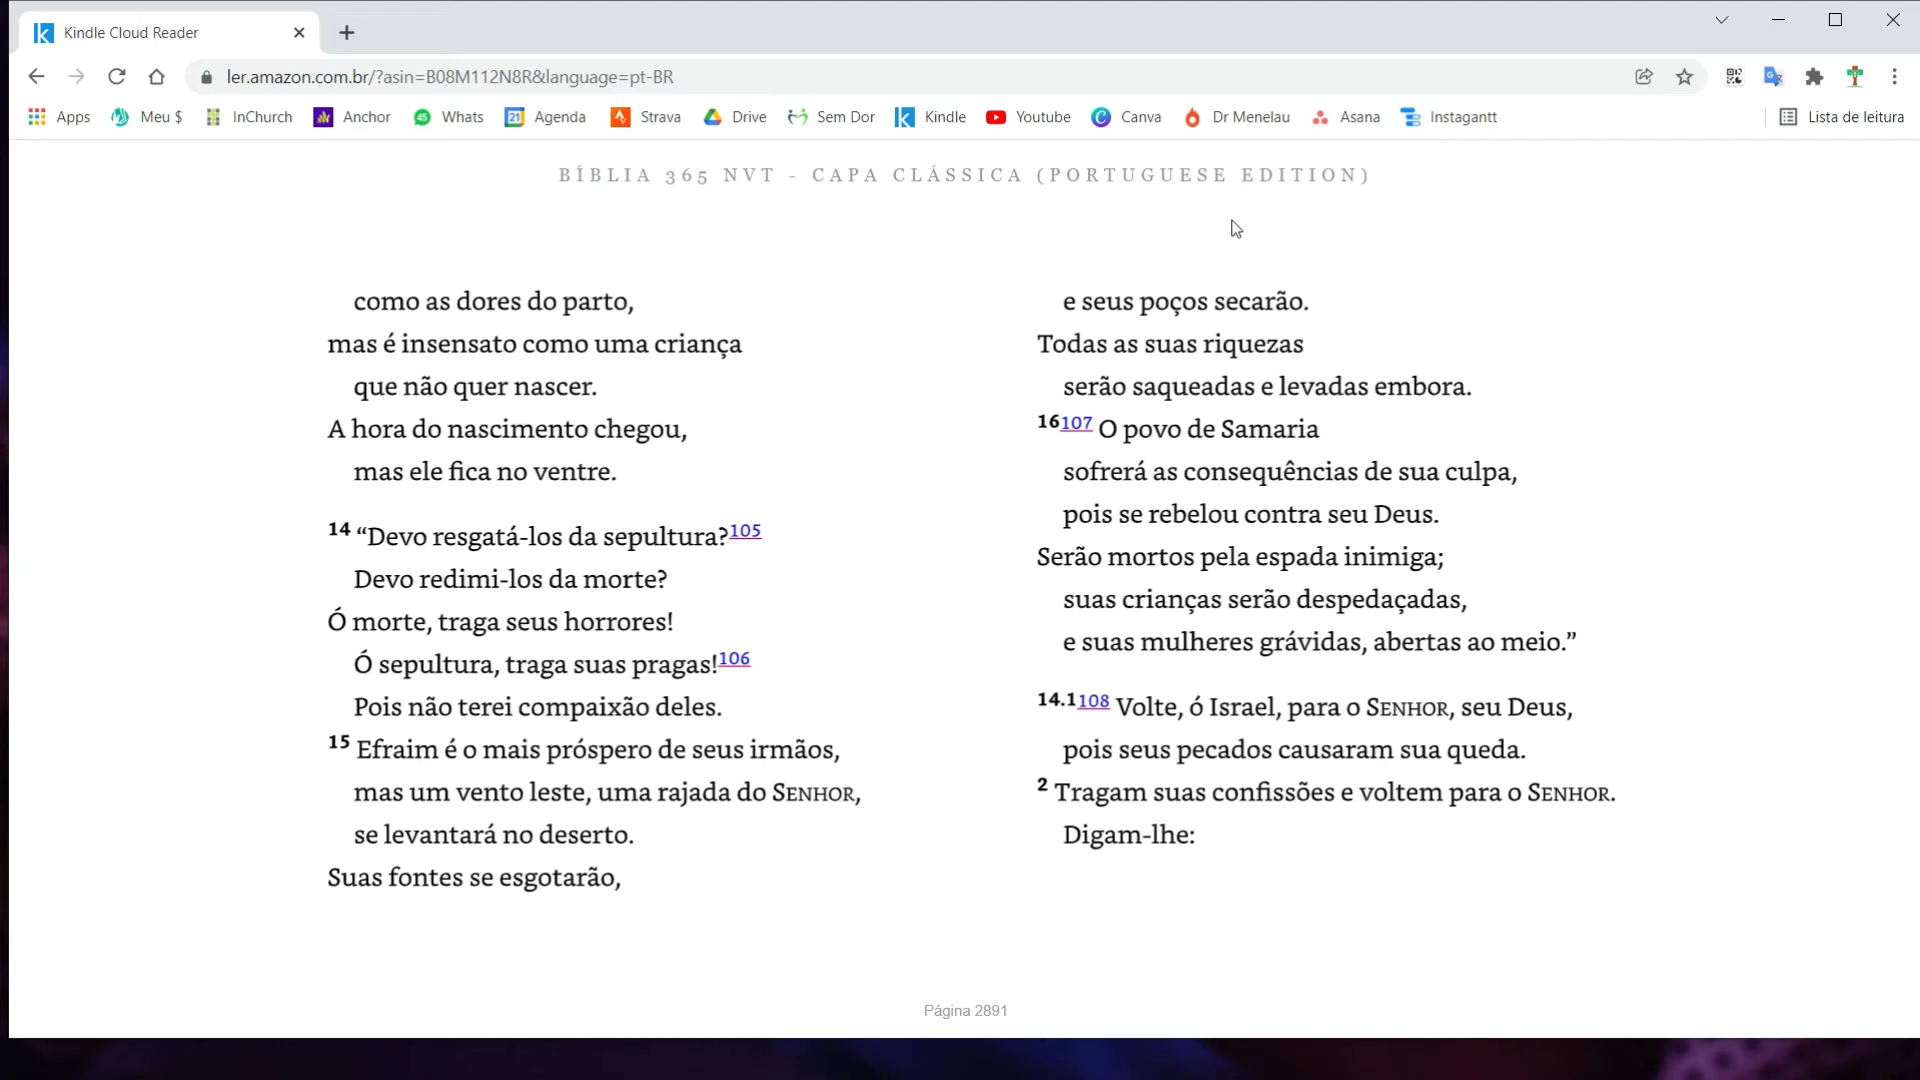 Kindle Cloud Reader
ler.amazon.com.br/?asin=B08M112N8R&language=pt-BR
Apps Meu $ InChurch Anchor 45 Whats 21 Agenda Strava Drive Sem Dor Kindle Youtube Canva Dr Menelau Asana Instagantt Lista de leitura
BÍBLIA 365 NVT - CAPA CLÁSSICA (PORTUGUESE EDITION)
como as dores do parto,
mas é insensato como uma criança
que não quer nascer.
A hora do nascimento chegou,
mas ele fica no ventre.
14 “Devo resgatá-los da sepultura?105
Devo redimi-los da morte?
Ó morte, traga seus horrores!
Ó sepultura, traga suas pragas!106
Pois não terei compaixão deles.
15 Efraim é o mais próspero de seus irmãos,
mas um vento leste, uma rajada do SENHOR,
se levantará no deserto.
Suas fontes se esgotarão,
e seus poços secarão.
Todas as suas riquezas
serão saqueadas e levadas embora.
16107 O povo de Samaria
sofrerá as consequências de sua culpa,
pois se rebelou contra seu Deus.
Serão mortos pela espada inimiga;
suas crianças serão despedaçadas,
e suas mulheres grávidas, abertas ao meio.”
14.1108 Volte, ó Israel, para o SENHOR, seu Deus,
pois seus pecados causaram sua queda.
2 Tragam suas confissões e voltem para o SENHOR.
Digam-lhe:
Página 2891